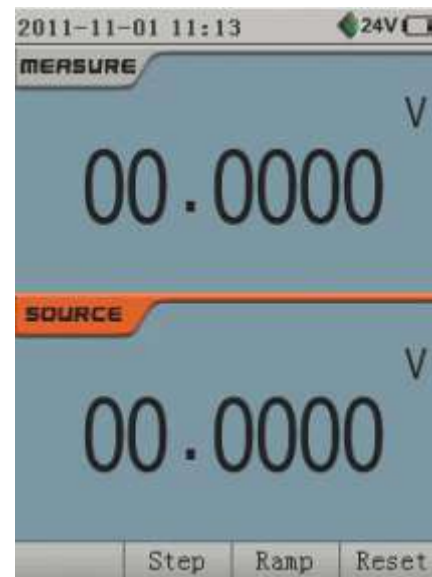 2011-11-01 11:13 24V
MEASURE
V
00.0000
SOURCE
V
00.0000
Step Ramp Reset